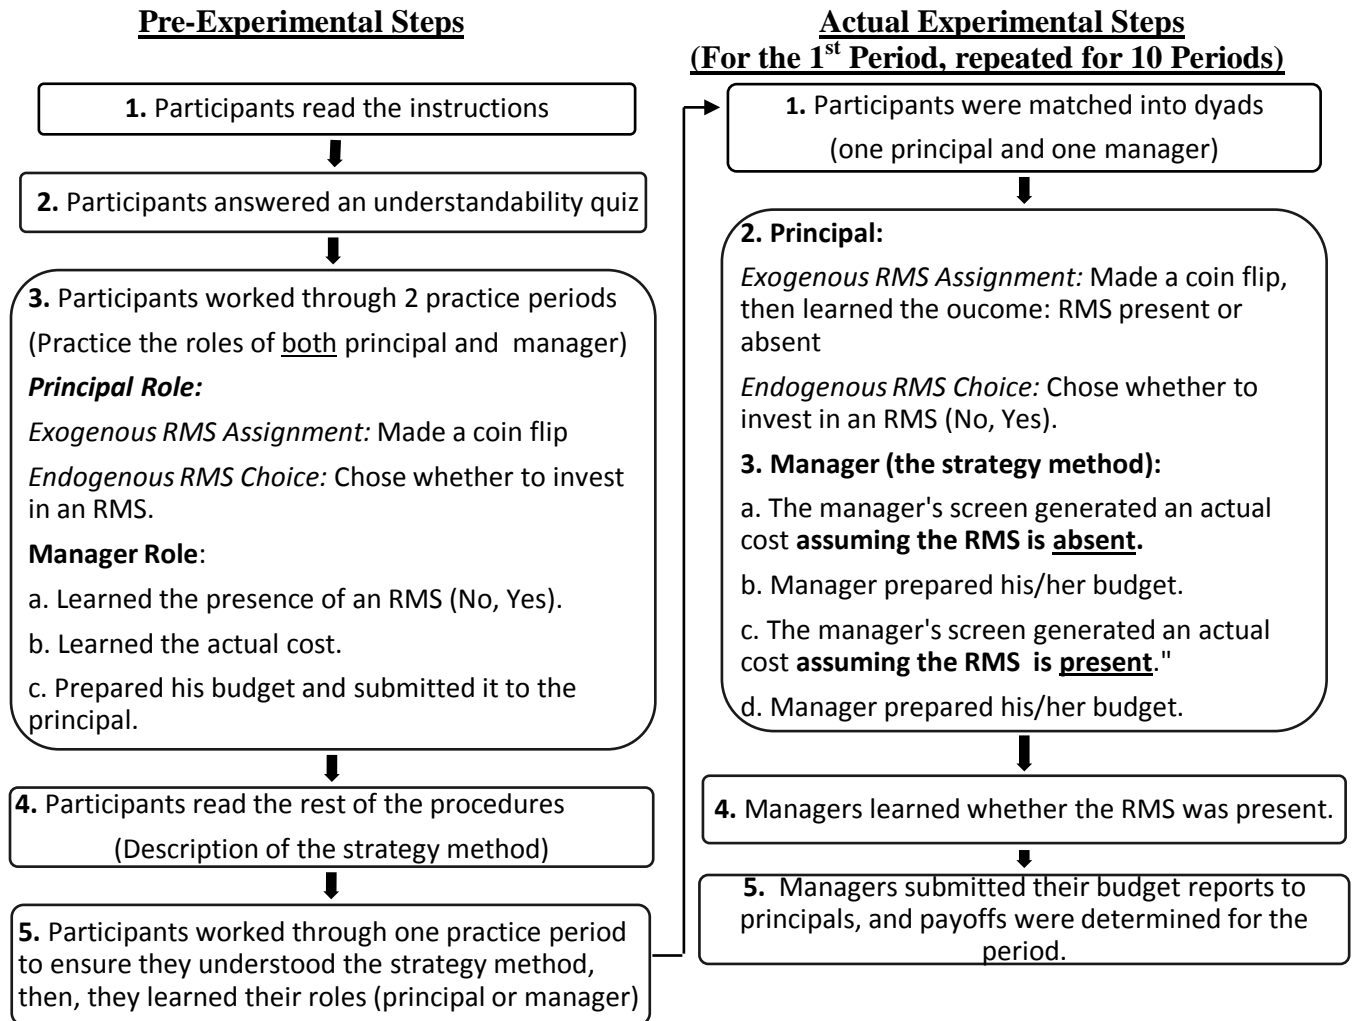 Pre-Experimental Steps
1. Participants read the instructions
2. Participants answered an understandability quiz
3. Participants worked through 2 practice periods
(Practice the roles of both principal and manager)
Principal Role:
Exogenous RMS Assignment: Made a coin flip
Endogenous RMS Choice: Chose whether to invest
in an RMS.
Manager Role:
a. Learned the presence of an RMS (No, Yes).
b. Learned the actual cost.
c. Prepared his budget and submitted it to the
principal.
4. Participants read the rest of the procedures
(Description of the strategy method)
5. Participants worked through one practice period
to ensure they understood the strategy method,
then, they learned their roles (principal or manager)
Actual Experimental Steps
(For the 1st Period, repeated for 10 Periods)
1. Participants were matched into dyads
(one principal and one manager)
2. Principal:
Exogenous RMS Assignment: Made a coin flip,
then learned the oucome: RMS present or
absent
Endogenous RMS Choice: Chose whether to
invest in an RMS (No, Yes).
3. Manager (the strategy method):
a. The manager's screen generated an actual
cost assuming the RMS is absent.
b. Manager prepared his/her budget.
c. The manager's screen generated an actual
cost assuming the RMS is present."
d. Manager prepared his/her budget.
4. Managers learned whether the RMS was present.
5. Managers submitted their budget reports to
principals, and payoffs were determined for the
period.